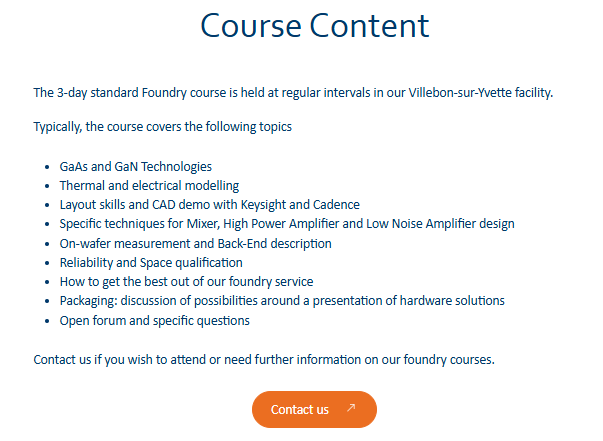 Course Content
The 3-day standard Foundry course is held at regular intervals in our Villebon-sur-Yvette facility.
Typically, the course covers the following topics
• GaAs and GaN Technologies
• Thermal and electrical modelling
• Layout skills and CAD demo with Keysight and Cadence
• Specific techniques for Mixer, High Power Amplifier and Low Noise Amplifier design
• On-wafer measurement and Back-End description
• Reliability and Space qualification
• How to get the best out of our foundry service
• Packaging: discussion of possibilities around a presentation of hardware solutions
• Open forum and specific questions
Contact us if you wish to attend or need further information on our foundry courses.
Contact us